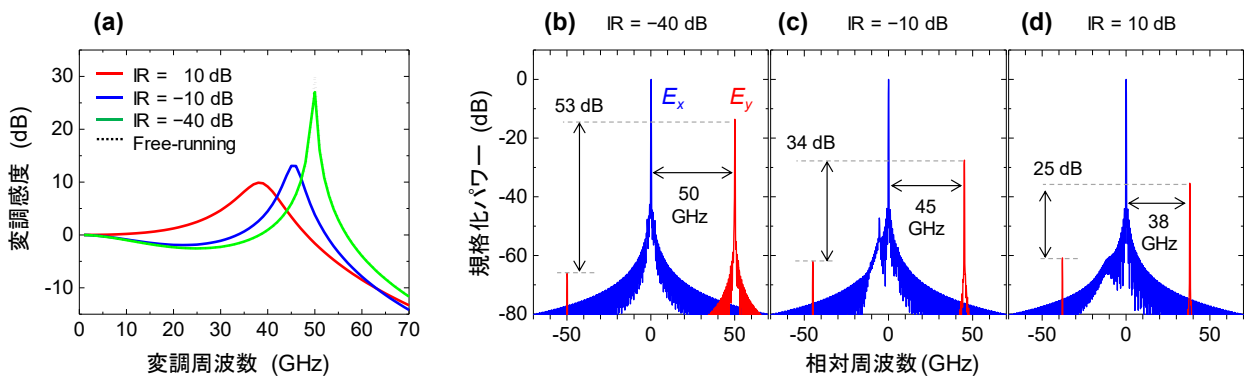 (a)
30
20
10
0
-10
0 10 20 30 40 50 60 70
変調感度 (dB)
変調周波数 (GHz)
IR = 10 dB
IR = −10 dB
IR = −40 dB
Free-running
(b) IR = −40 dB
(c) IR = −10 dB
(d) IR = 10 dB
規格化パワー (dB)
0
-20
-40
-60
-80
53 dB
Ex
Ey
50
GHz
-50 0 50
34 dB
45
GHz
-50 0 50
25 dB
38
GHz
-50 0 50
相対周波数(GHz)